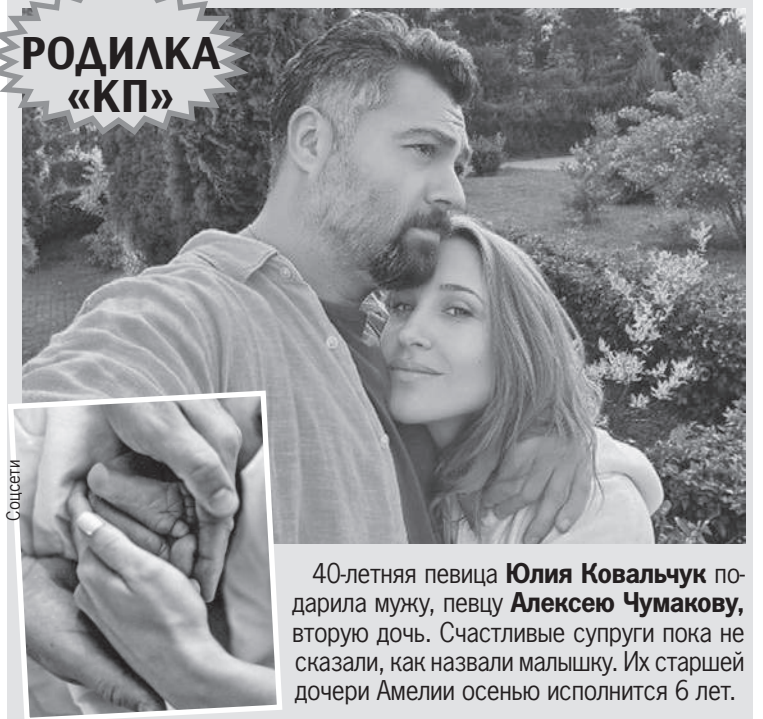 РОДИЛКА
«КП»
Соцсети
40-летняя певица Юлия Ковальчук по-
дарила мужу, певцу Алексею Чумакову,
вторую дочь. Счастливые супруги пока не
сказали, как назвали малышку. Их старшей
дочери Амелии осенью исполнится 6 лет.